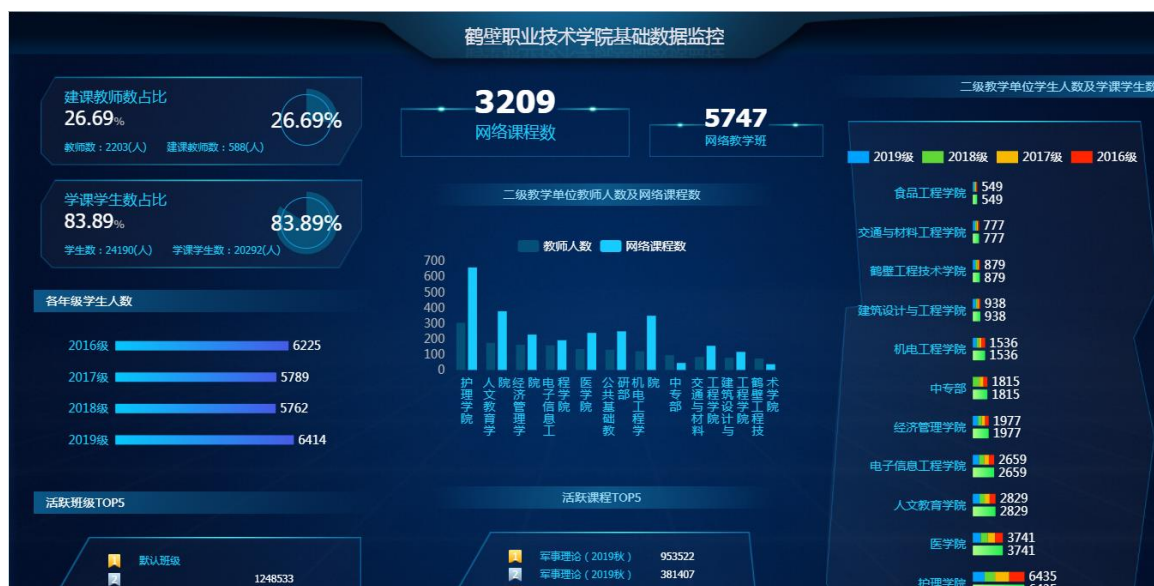 鹤壁职业技术学院基础数据监控
建课教师数占比
26.69%
26.69%
教师数：2203(人) 建课教师数：588(人)
学课学生数占比
83.89%
83.89%
学生数：24190(人) 学课学生数：20292(人)
各年级学生人数
2016级 6225
2017级 5789
2018级 5762
2019级 6414
活跃班级TOP5
1 默认班级
2 1248533
3209
网络课程数
5747
网络教学班
二级教学单位教师人数及网络课程数
教师人数 网络课程数
700
600
500
400
300
200
100
0
护理学院
人文教育学院
经济管理学院
电子信息工程学院
医学院
公共基础教研部
机电工程学院
中专部
交通与材料工程学院
建筑设计与工程学院
鹤壁工程技术学院
活跃课程TOP5
1 军事理论（2019秋） 953522
2 军事理论（2019秋） 381407
二级教学单位学生人数及学课学生数
2019级 2018级 2017级 2016级
食品工程学院 549
549
交通与材料工程学院 777
777
鹤壁工程技术学院 879
879
建筑设计与工程学院 938
938
机电工程学院 1536
1536
中专部 1815
1815
经济管理学院 1977
1977
电子信息工程学院 2659
2659
人文教育学院 2829
2829
医学院 3741
3741
护理学院 6435